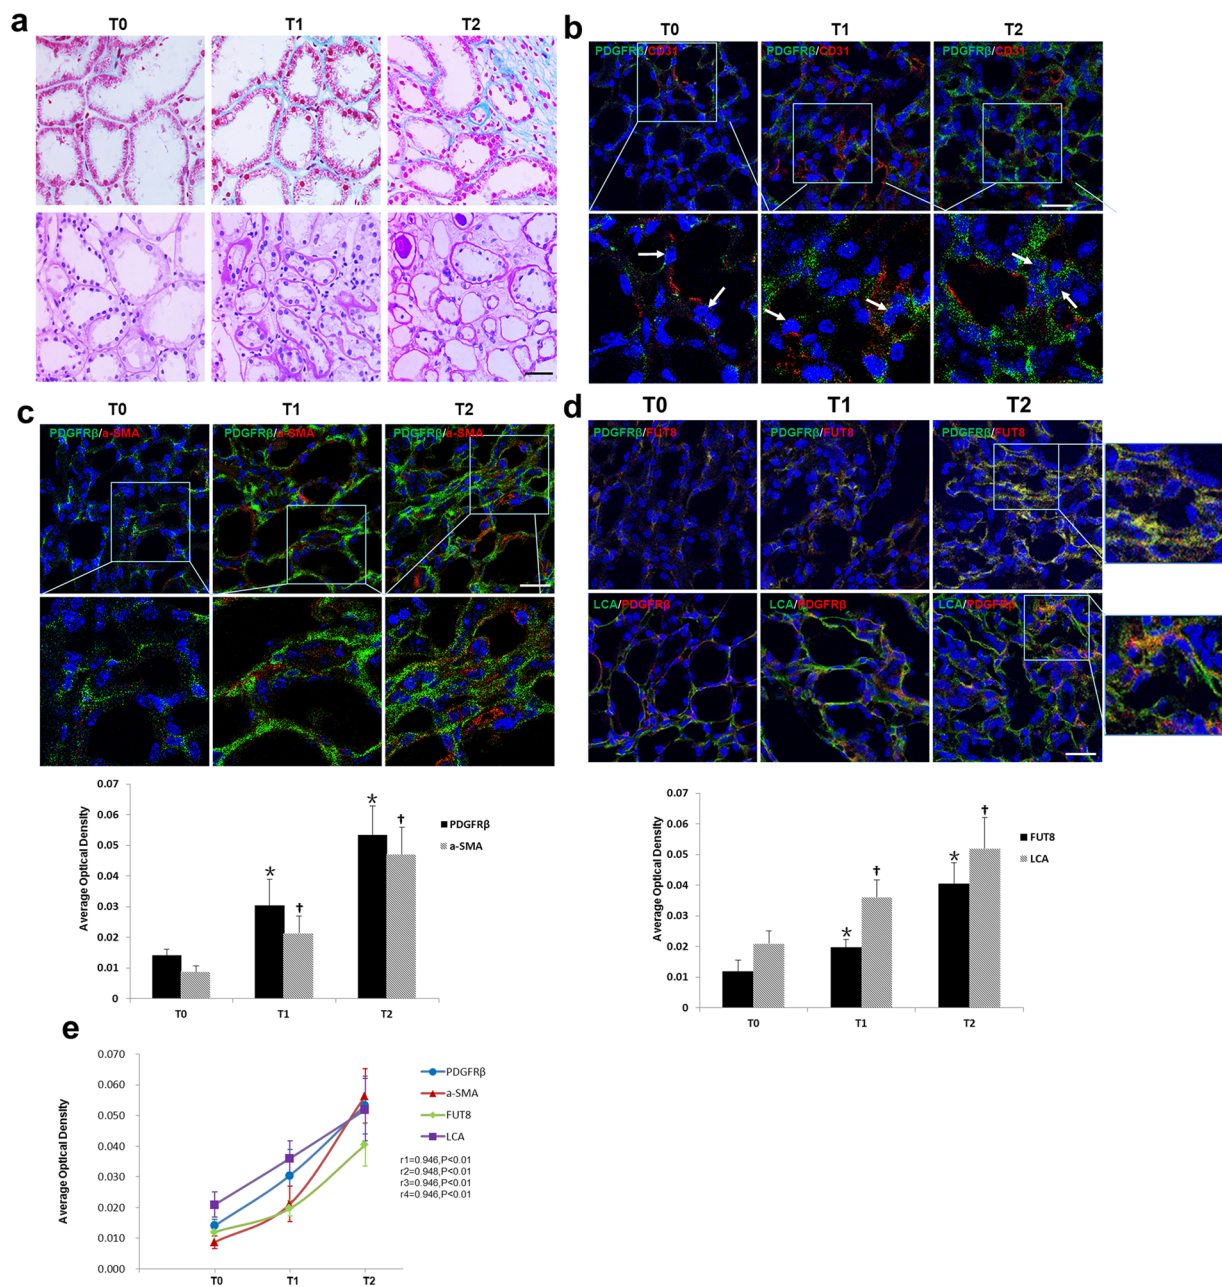 a
T0 T1 T2
b
T0 T1 T2
PDGFRβ/CD31 PDGFRβ/CD31 PDGFRβ/CD31
c
T0 T1 T2
PDGFRβ/a-SMA PDGFRβ/a-SMA PDGFRβ/a-SMA
0.07
0.06
0.05
0.04
0.03
0.02
0.01
0
Average Optical Density
* † * †
PDGFRβ
a-SMA
T0 T1 T2
d
T0 T1 T2
PDGFRβ/FUT8 PDGFRβ/FUT8 PDGFRβ/FUT8
LCA/PDGFRβ LCA/PDGFRβ LCA/PDGFRβ
0.07
0.06
0.05
0.04
0.03
0.02
0.01
0
Average Optical Density
* † * †
FUT8
LCA
T0 T1 T2
e
0.070
0.060
0.050
0.040
0.030
0.020
0.010
0.000
Average Optical Density
PDGFRβ
a-SMA
FUT8
LCA
r1=0.946,P<0.01
r2=0.948,P<0.01
r3=0.946,P<0.01
r4=0.946,P<0.01
T0 T1 T2